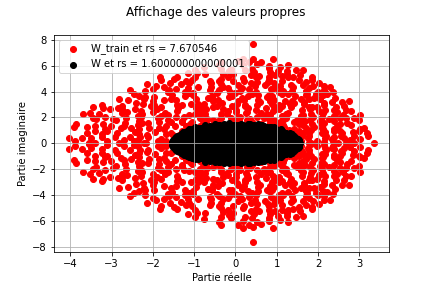 Affichage des valeurs propres
W_train et rs = 7.670546
W et rs = 1.600000000000001
Partie imaginaire
8
6
4
2
0
−2
−4
−6
−8
−4 −3 −2 −1 0 1 2 3
Partie réelle